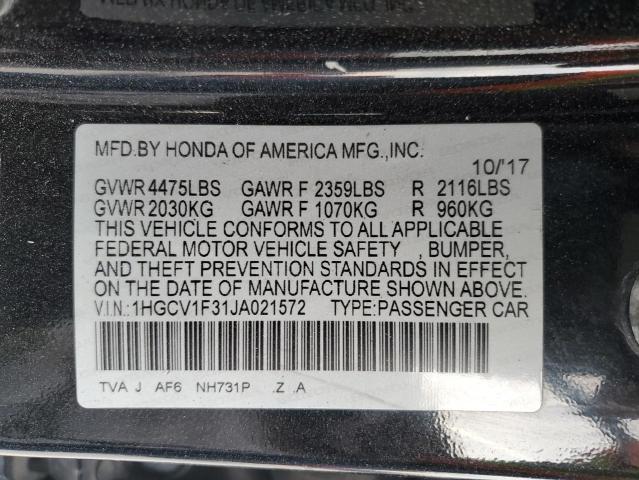 MFD.BY HONDA OF AMERICA MFG.,INC.
10/'17
GVWR 4475LBS GAWR F 2359LBS R 2116LBS
GVWR 2030KG GAWR F 1070KG R 960KG
THIS VEHICLE CONFORMS TO ALL APPLICABLE
FEDERAL MOTOR VEHICLE SAFETY , BUMPER,
AND THEFT PREVENTION STANDARDS IN EFFECT
ON THE DATE OF MANUFACTURE SHOWN ABOVE.
V.I.N.: 1HGCV1F31JA021572 TYPE:PASSENGER CAR
TVA J AF6 NH731P .Z .A